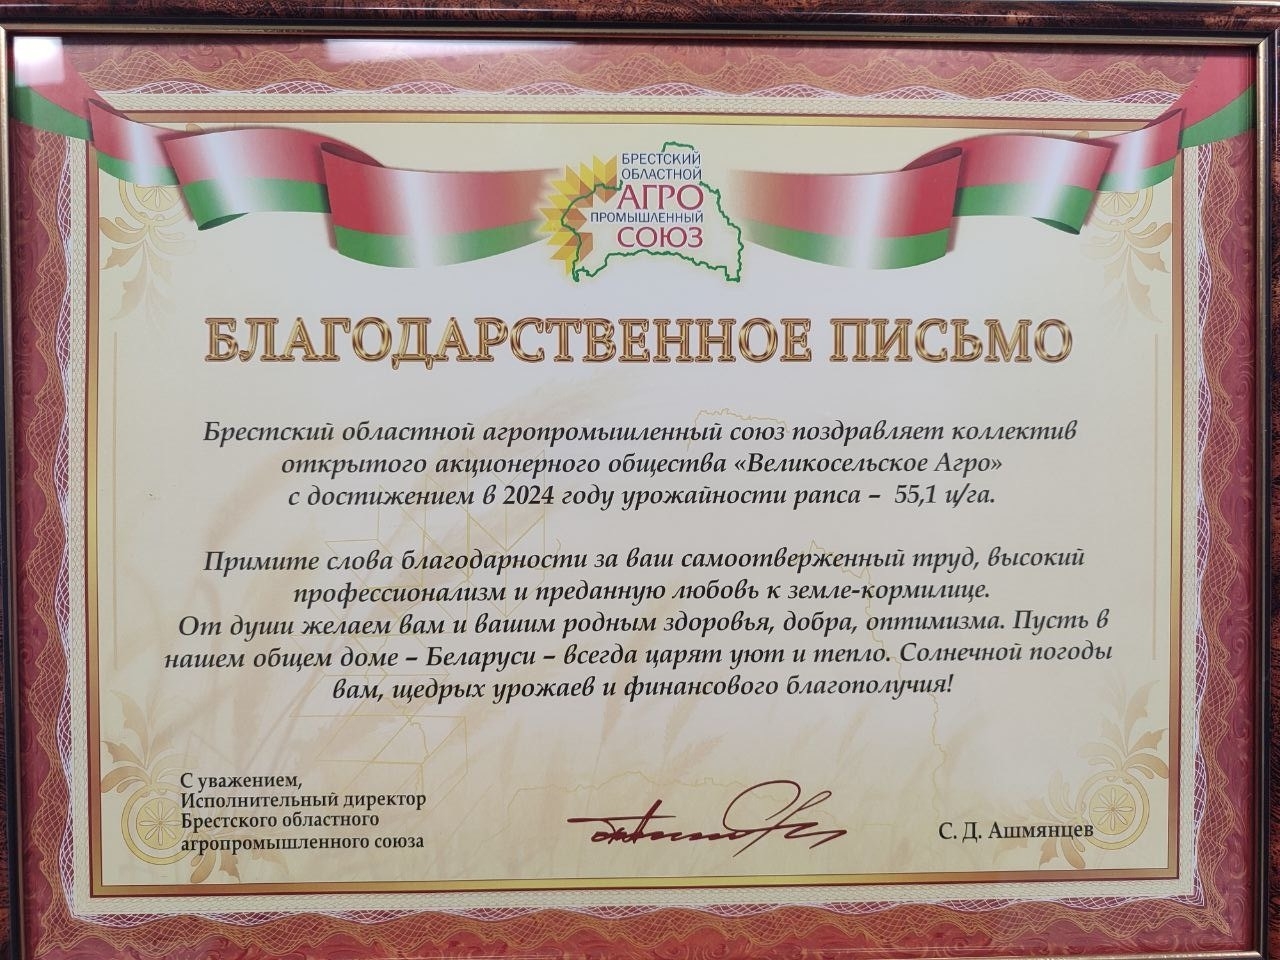 БРЕСТСКИЙ
ОБЛАСТНОЙ
АГРО
ПРОМЫШЛЕННЫЙ
СОЮЗ
БЛАГОДАРСТВЕННОЕ ПИСЬМО
Брестский областной агропромышленный союз поздравляет коллектив
открытого акционерного общества «Великосельское Агро»
с достижением в 2024 году урожайности рапса – 55,1 ц/га.
Примите слова благодарности за ваш самоотверженный труд, высокий
профессионализм и преданную любовь к земле-кормилице.
От души желаем вам и вашим родным здоровья, добра, оптимизма. Пусть в
нашем общем доме – Беларуси – всегда царят уют и тепло. Солнечной погоды
вам, щедрых урожаев и финансового благополучия!
С уважением,
Исполнительный директор
Брестского областного
агропромышленного союза
С. Д. Ашмянцев